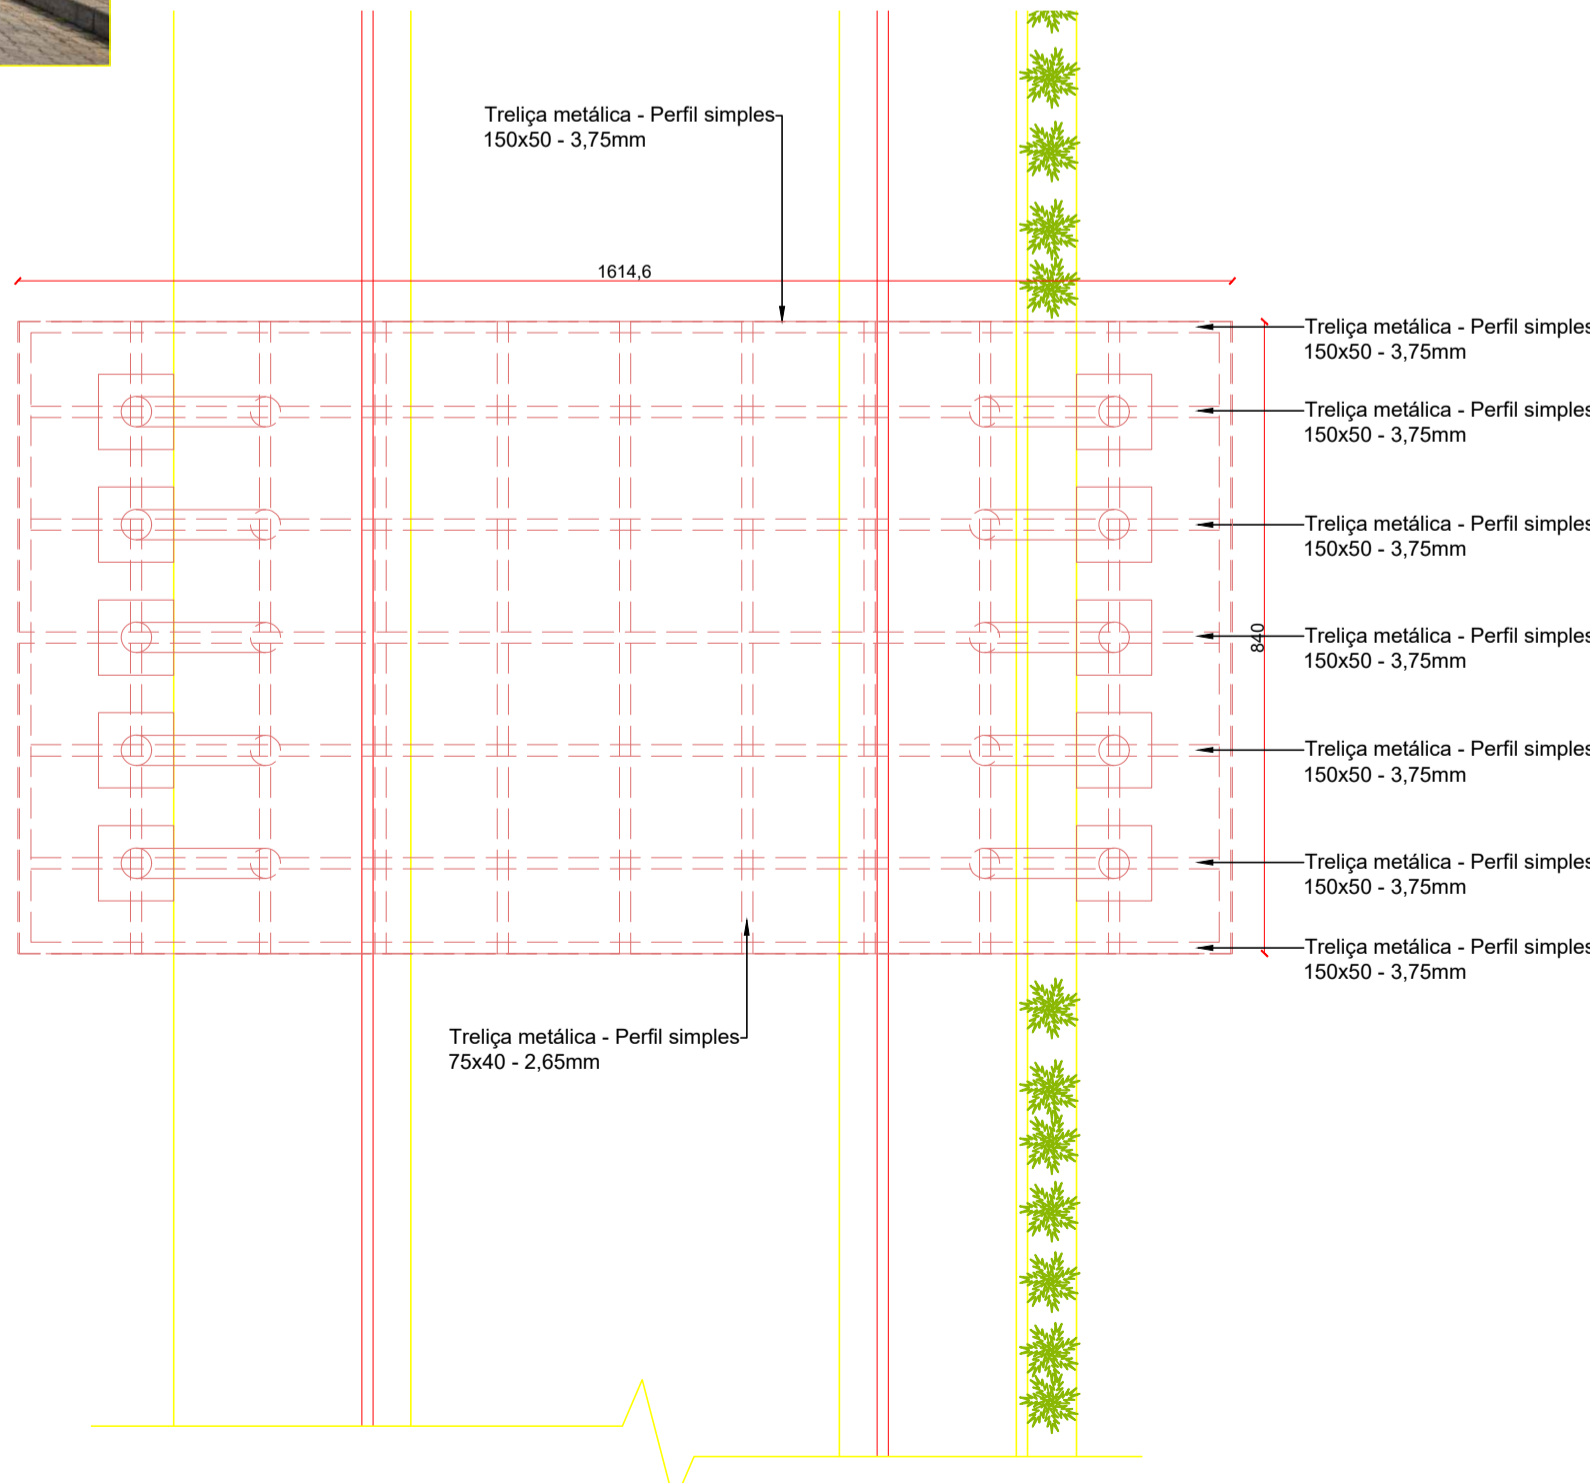 Treliça metálica - Perfil simples
150x50 - 3,75mm
1614,6
Treliça metálica - Perfil simples
150x50 - 3,75mm
Treliça metálica - Perfil simples
150x50 - 3,75mm
Treliça metálica - Perfil simples
150x50 - 3,75mm
840
Treliça metálica - Perfil simples
150x50 - 3,75mm
Treliça metálica - Perfil simples
150x50 - 3,75mm
Treliça metálica - Perfil simples
150x50 - 3,75mm
Treliça metálica - Perfil simples
150x50 - 3,75mm
Treliça metálica - Perfil simples
75x40 - 2,65mm